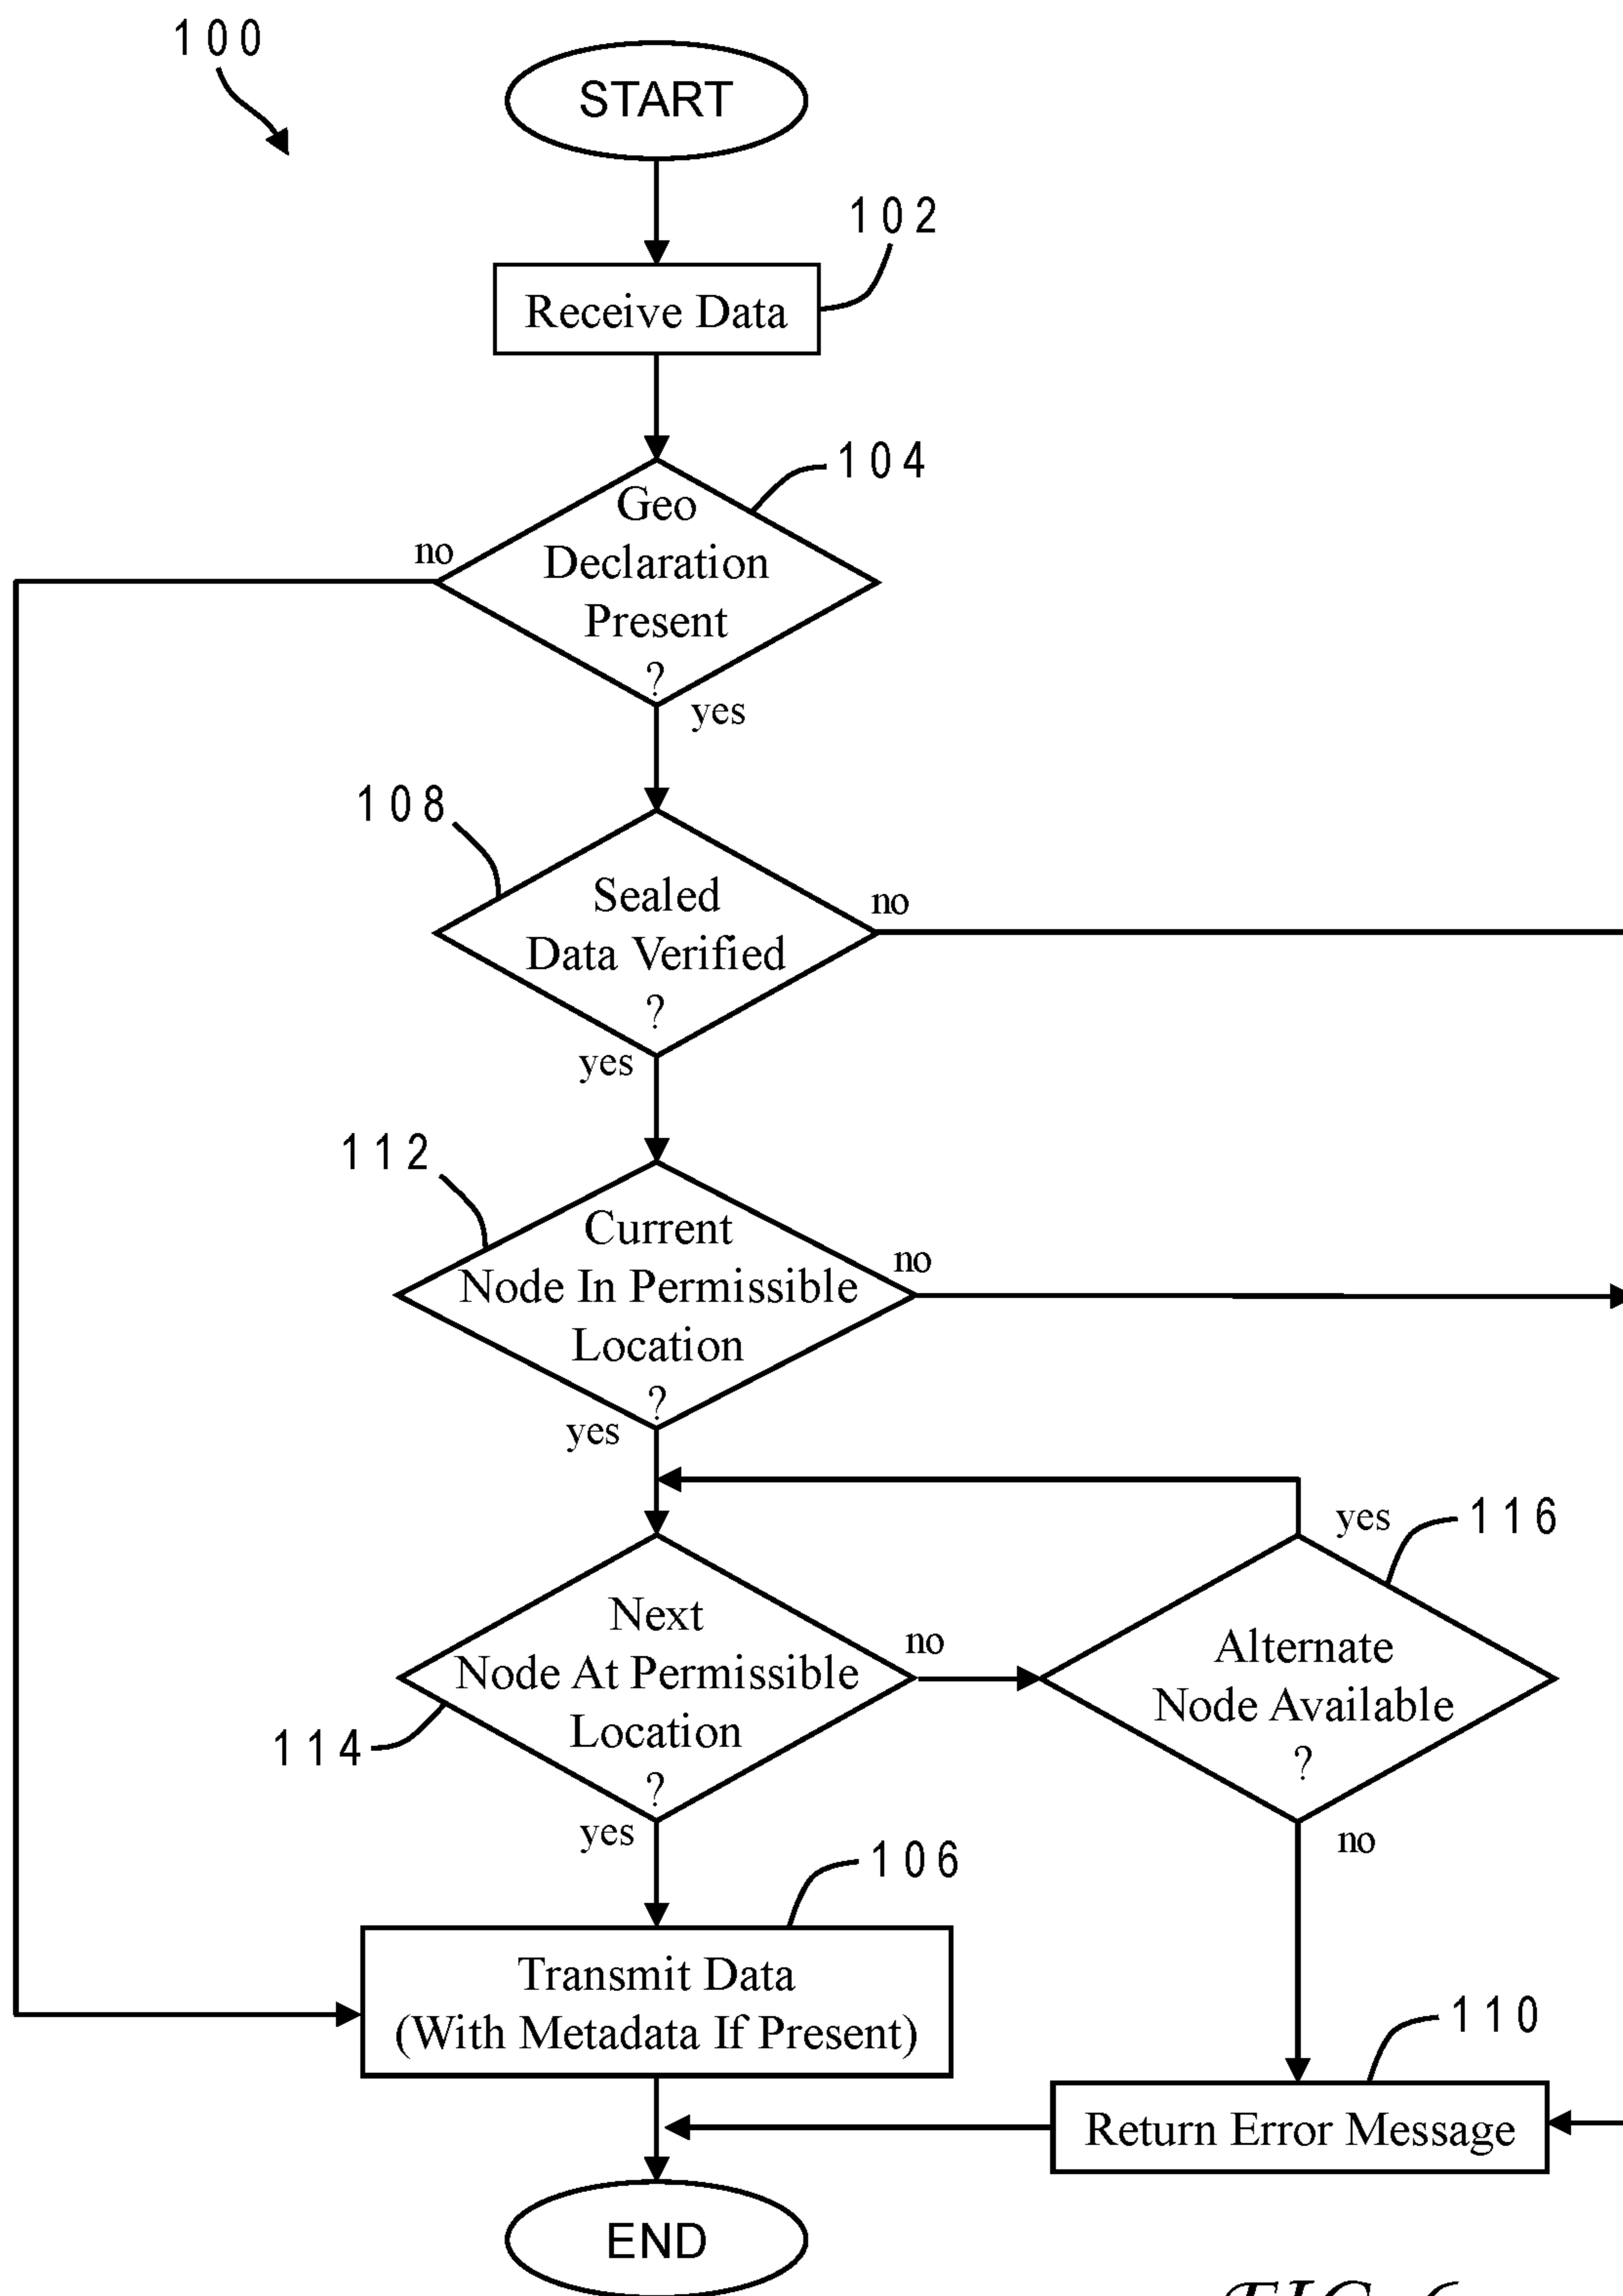 100
START
102
Receive Data
104
Geo
Declaration
Present
?
no
yes
108
Sealed
Data Verified
?
no
yes
112
Current
Node In Permissible
Location
?
no
yes
116
yes
Next
Node At Permissible
Location
?
no
114
yes
Alternate
Node Available
?
no
106
Transmit Data
(With Metadata If Present)
110
Return Error Message
END